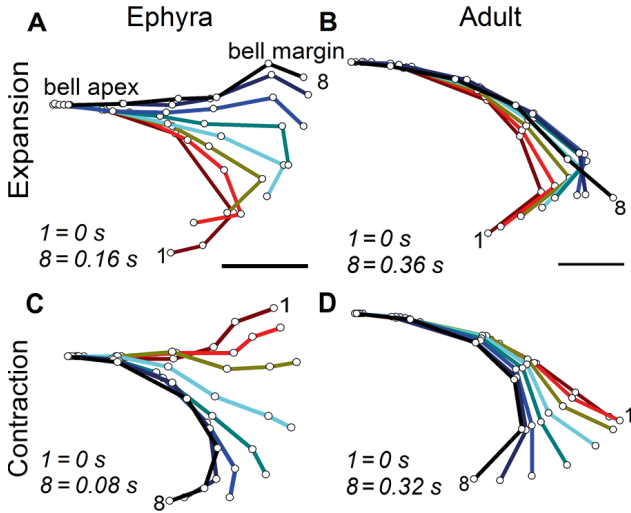 Ephyra
Adult
A
B
Expansion
bell apex
bell margin
8
1
1 = 0 s
8 = 0.16 s
8
1
1 = 0 s
8 = 0.36 s
C
D
Contraction
1
8
1 = 0 s
8 = 0.08 s
1
8
1 = 0 s
8 = 0.32 s